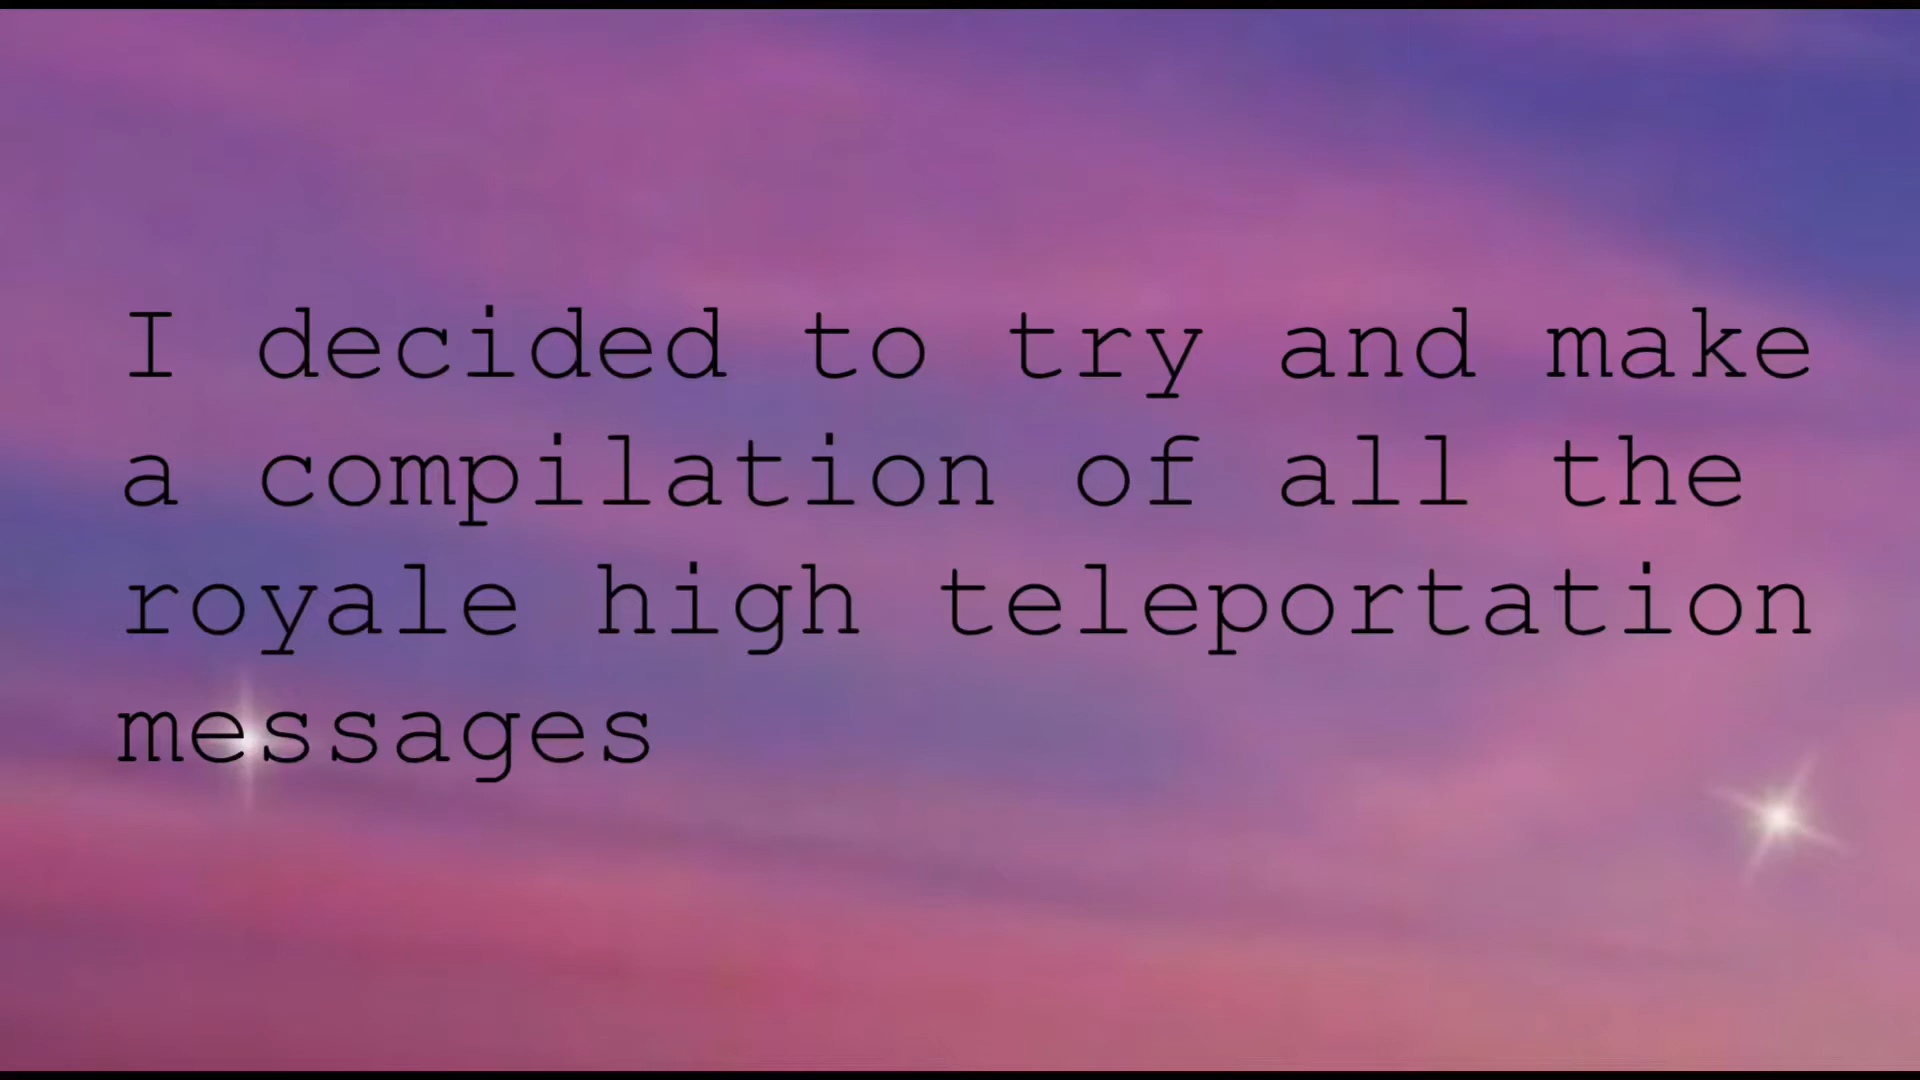 I decided to try and make
a compilation of all the
royale high teleportation
messages